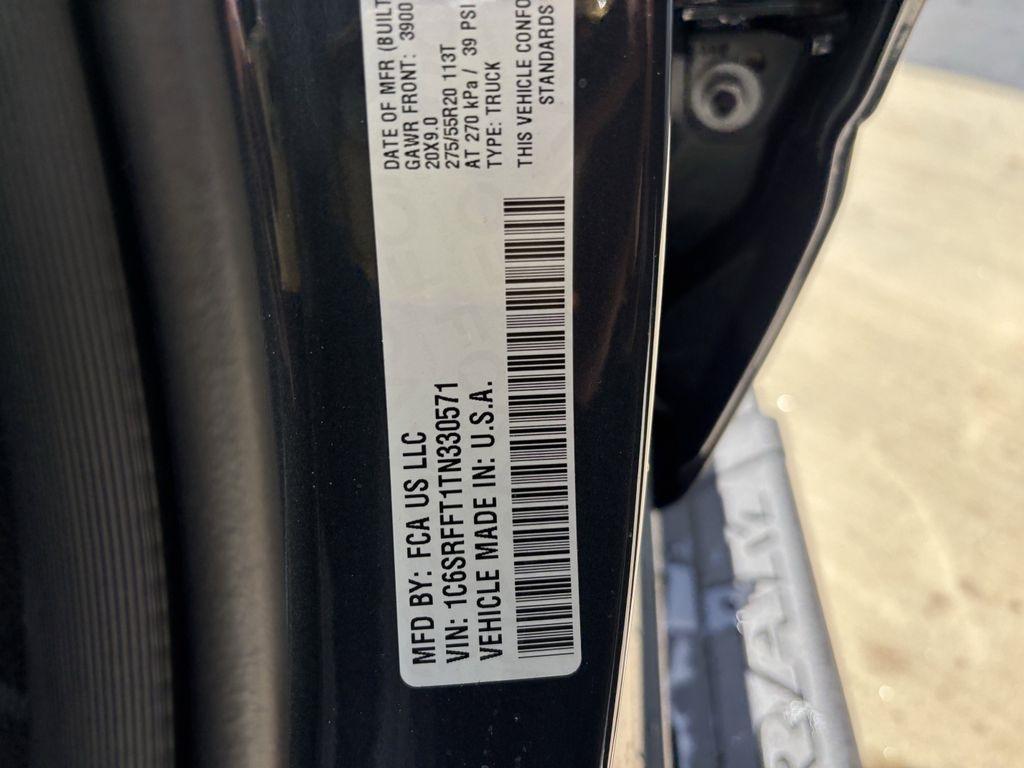 MFD BY: FCA US LLC
VIN: 1C6SRFFT1TN330571
VEHICLE MADE IN: U.S.A.
DATE OF MFR (BUILT
GAWR FRONT: 3900
20X9.0
275/55R20 113T
AT 270 kPa / 39 PSI
TYPE: TRUCK
THIS VEHICLE CONFO
STANDARDS